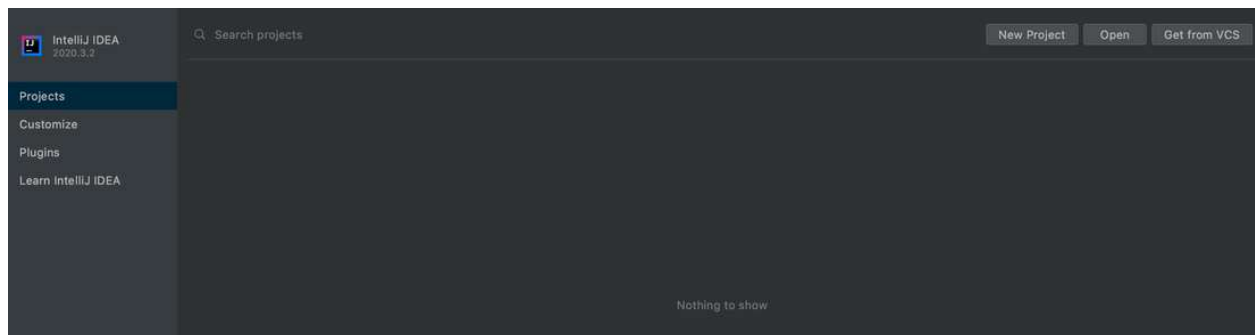 IntelliJ IDEA
2020.3.2
Search projects
New Project
Open
Get from VCS
Projects
Customize
Plugins
Learn IntelliJ IDEA
Nothing to show